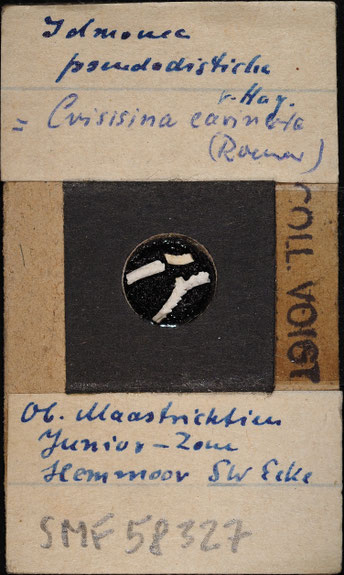 Idmonea
pseudodisticha
v. Hag.
= Crisisina carinata
(Roemer)
COLL. VOIGT
Ob. Maastrichtien
Junior-Zone
Hemmoor SW Ecke
SMF 58327